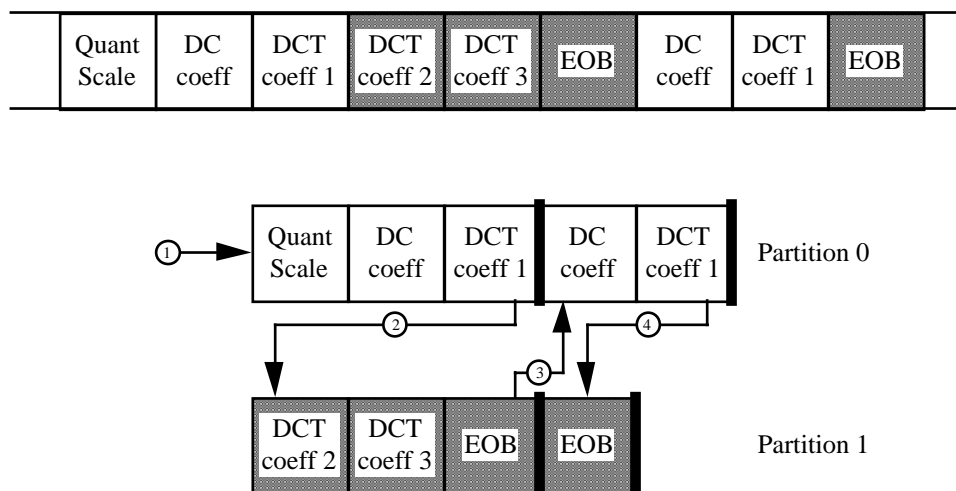 Quant Scale
DC coeff
DCT coeff 1
DCT coeff 2
DCT coeff 3
EOB
DC coeff
DCT coeff 1
EOB
1
Quant Scale
DC coeff
DCT coeff 1
DC coeff
DCT coeff 1
Partition 0
2
4
3
DCT coeff 2
DCT coeff 3
EOB
EOB
Partition 1